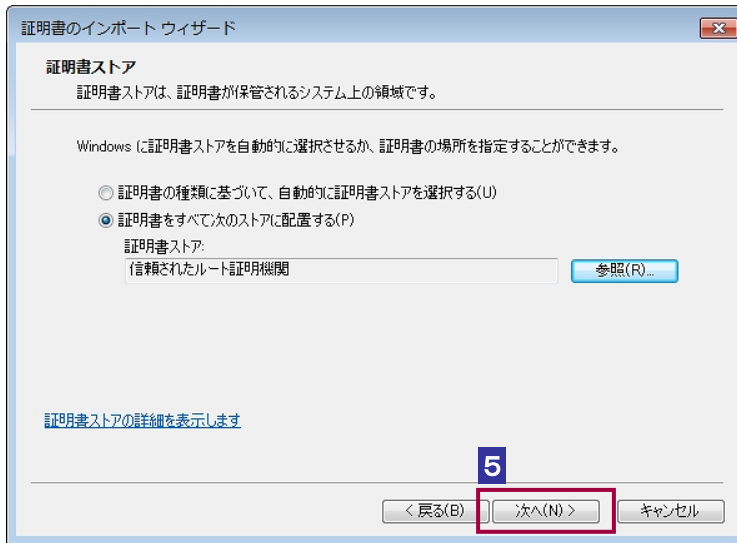 証明書のインポート ウィザード
証明書ストア
証明書ストアは、証明書が保管されるシステム上の領域です。
Windows に証明書ストアを自動的に選択させるか、証明書の場所を指定することができます。
証明書の種類に基づいて、自動的に証明書ストアを選択する(U)
証明書をすべて次のストアに配置する(P)
証明書ストア:
信頼されたルート証明機関
参照(R)...
証明書ストアの詳細を表示します
5
< 戻る(B)
次へ(N) >
キャンセル